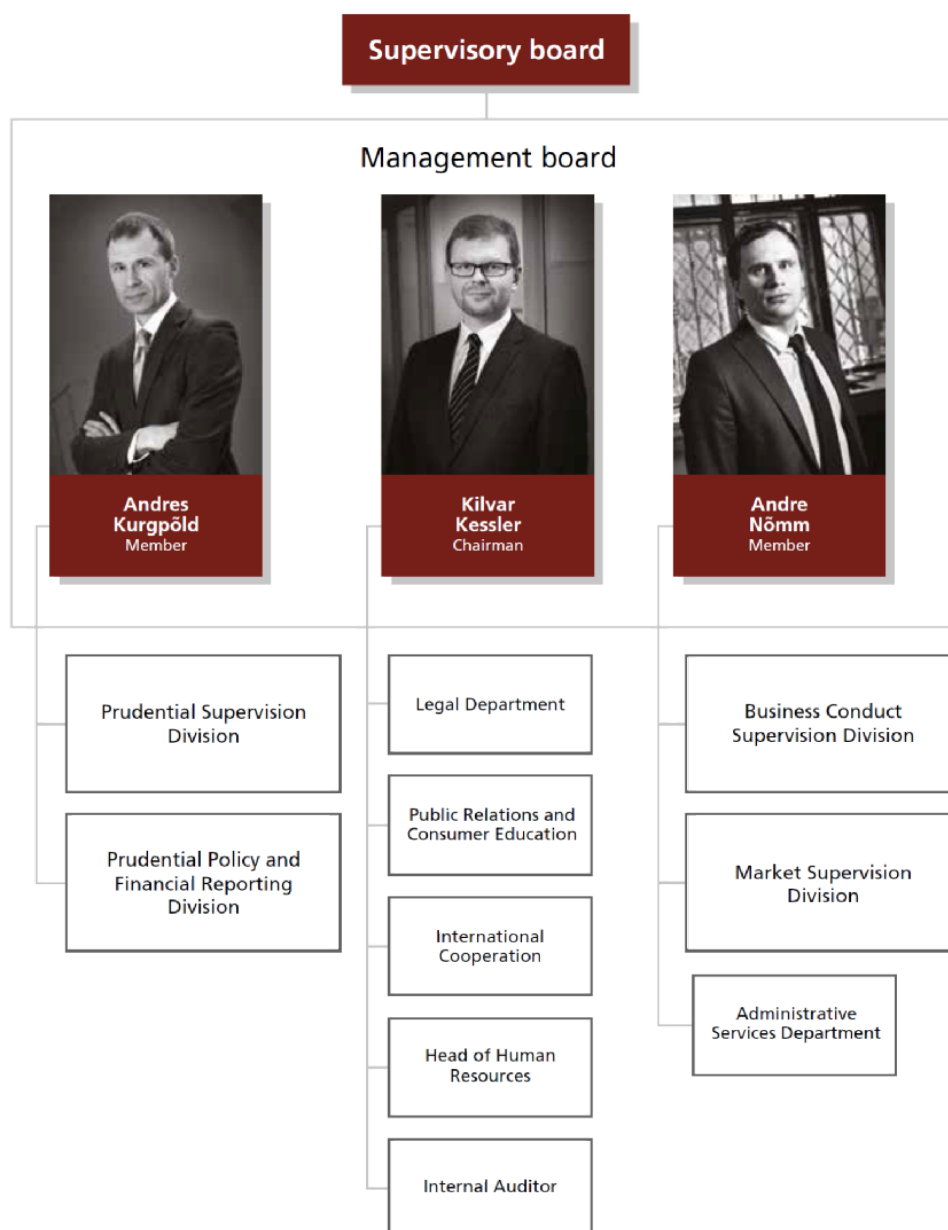 Supervisory board
Management board
Andres
Kurgpõld
Member
Kilvar
Kessler
Chairman
Andre
Nõmm
Member
Prudential Supervision
Division
Prudential Policy and
Financial Reporting
Division
Legal Department
Public Relations and
Consumer Education
International
Cooperation
Head of Human
Resources
Internal Auditor
Business Conduct
Supervision Division
Market Supervision
Division
Administrative
Services Department